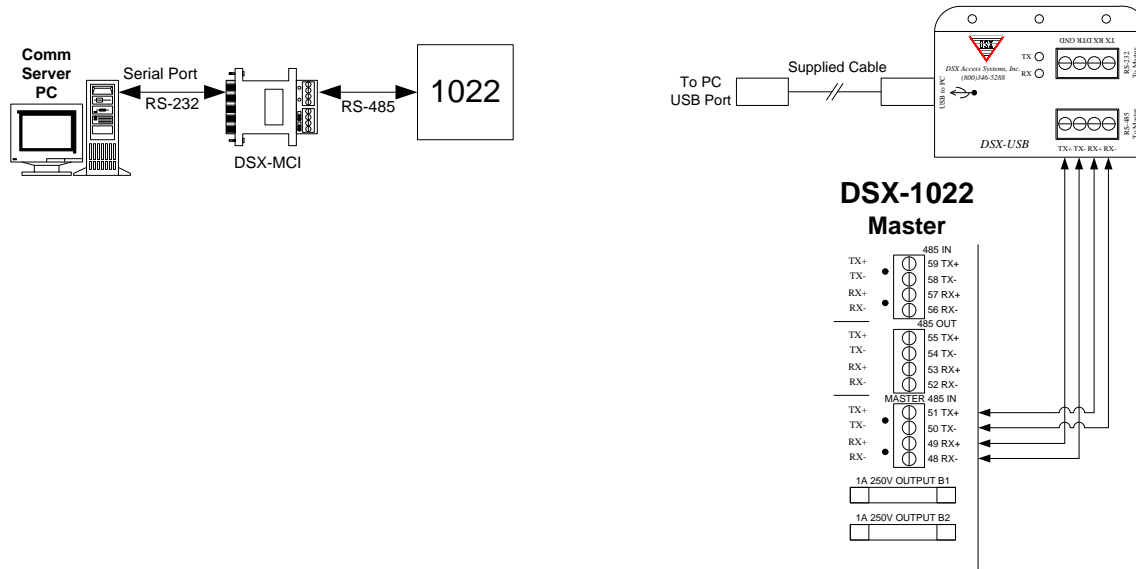 Comm
Server
PC
Serial Port
RS-232
DSX-MCI
RS-485
1022
To PC
USB Port
Supplied Cable
DSX
DSX Access Systems, Inc.
(800)346-5288
USB to PC
TX
RX
TX RX DTR GND
RS-232
To Master
RS-485
To Master
DSX-USB
TX+ TX- RX+ RX-
DSX-1022
Master
485 IN
TX+ 59 TX+
TX- 58 TX-
RX+ 57 RX+
RX- 56 RX-
485 OUT
TX+ 55 TX+
TX- 54 TX-
RX+ 53 RX+
RX- 52 RX-
MASTER 485 IN
TX+ 51 TX+
TX- 50 TX-
RX+ 49 RX+
RX- 48 RX-
1A 250V OUTPUT B1
1A 250V OUTPUT B2